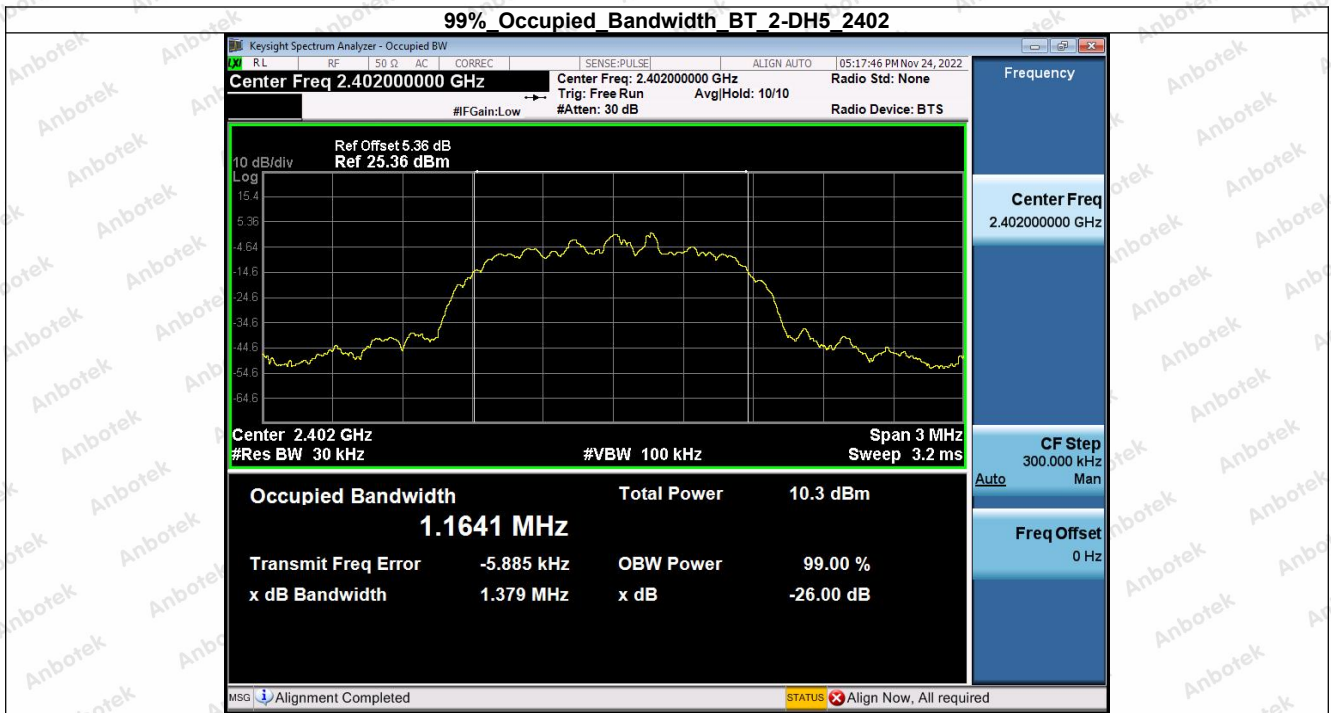 99%_Occupied_Bandwidth_BT_2-DH5_2402
Keysight Spectrum Analyzer - Occupied BW
LXI RL RF 50 Ω AC CORREC SENSE:PULSE ALIGN AUTO 05:17:46 PM Nov 24, 2022
Center Freq 2.402000000 GHz
Center Freq: 2.402000000 GHz Radio Std: None
Trig: Free Run Avg|Hold: 10/10
#IFGain:Low #Atten: 30 dB Radio Device: BTS
Frequency
Ref Offset 5.36 dB
10 dB/div Ref 25.36 dBm
Log
15.4
5.36
-4.64
-14.6
-24.6
-34.6
-44.6
-54.6
-64.6
Center 2.402 GHz Span 3 MHz
#Res BW 30 kHz #VBW 100 kHz Sweep 3.2 ms
Center Freq
2.402000000 GHz
CF Step
300.000 kHz
Auto Man
Freq Offset
0 Hz
Occupied Bandwidth Total Power 10.3 dBm
1.1641 MHz
Transmit Freq Error -5.885 kHz OBW Power 99.00 %
x dB Bandwidth 1.379 MHz x dB -26.00 dB
MSG Alignment Completed STATUS Align Now, All required
Anbotek